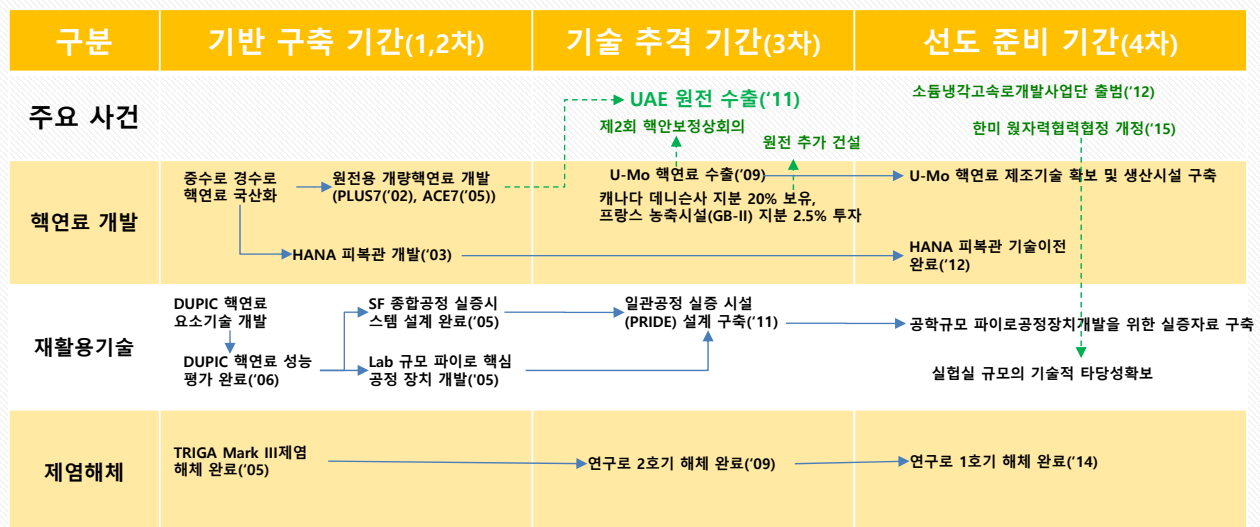 구분
기반 구축 기간(1,2차)
기술 추격 기간(3차)
선도 준비 기간(4차)
주요 사건
UAE 원전 수출('11)
제2회 핵안보정상회의
원전 추가 건설
소듐냉각고속로개발사업단 출범('12)
한미 원자력협력협정 개정('15)
핵연료 개발
중수로 경수로
핵연료 국산화
원전용 개량핵연료 개발
(PLUS7('02), ACE7('05))
HANA 피복관 개발('03)
U-Mo 핵연료 수출('09)
캐나다 데니슨사 지분 20% 보유,
프랑스 농축시설(GB-II) 지분 2.5% 투자
U-Mo 핵연료 제조기술 확보 및 생산시설 구축
HANA 피복관 기술이전
완료('12)
재활용기술
DUPIC 핵연료
요소기술 개발
DUPIC 핵연료 성능
평가 완료('06)
SF 종합공정 실증시
스템 설계 완료('05)
Lab 규모 파이로 핵심
공정 장치 개발('05)
일관공정 실증 시설
(PRIDE) 설계 구축('11)
공학규모 파이로공정장치개발을 위한 실증자료 구축
실험실 규모의 기술적 타당성확보
제염해체
TRIGA Mark III제염
해체 완료('05)
연구로 2호기 해체 완료('09)
연구로 1호기 해체 완료('14)